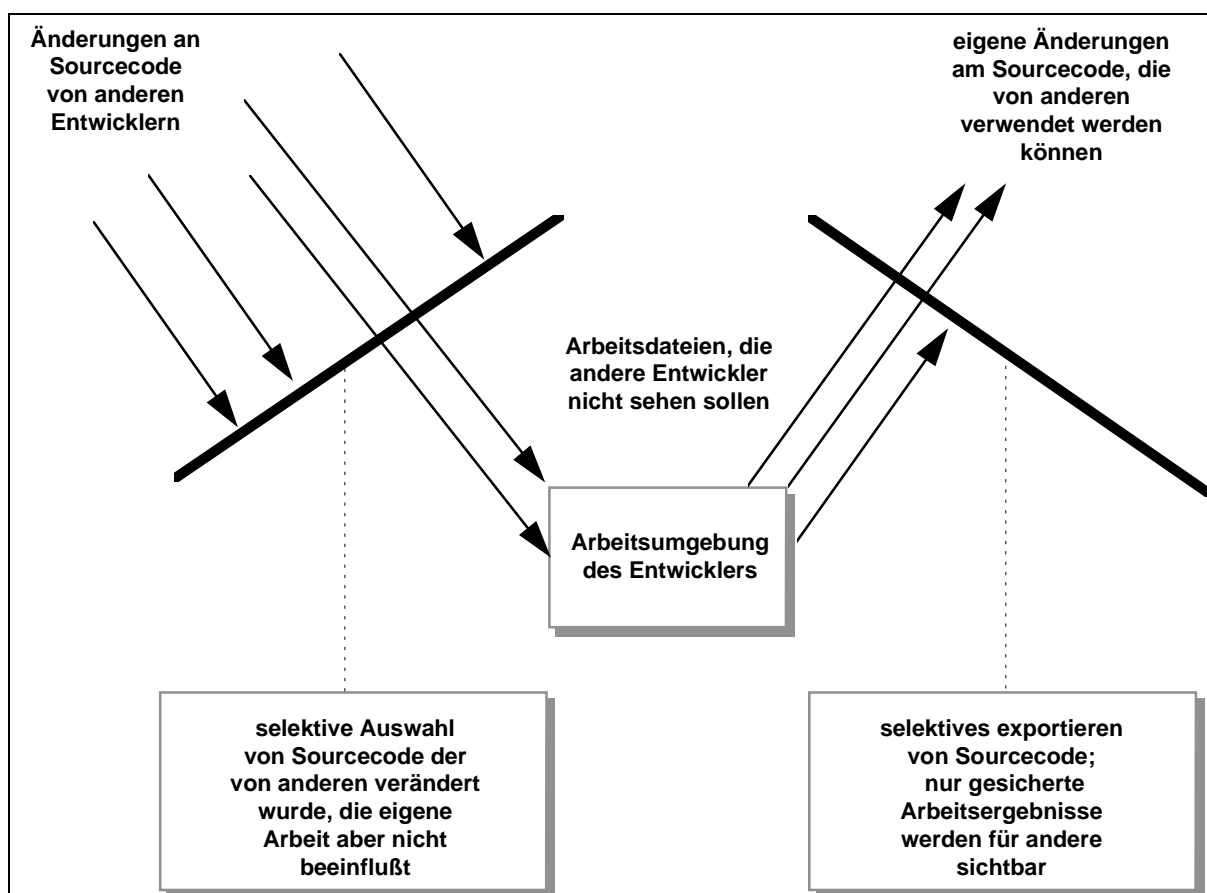 Änderungen an
Sourcecode
von anderen
Entwicklern
eigene Änderungen
am Sourcecode, die
von anderen
verwendet werden
können
Arbeitsdateien, die
andere Entwickler
nicht sehen sollen
Arbeitsumgebung
des Entwicklers
selektive Auswahl
von Sourcecode der
von anderen verändert
wurde, die eigene
Arbeit aber nicht
beeinflußt
selektives exportieren
von Sourcecode;
nur gesicherte
Arbeitsergebnisse
werden für andere
sichtbar